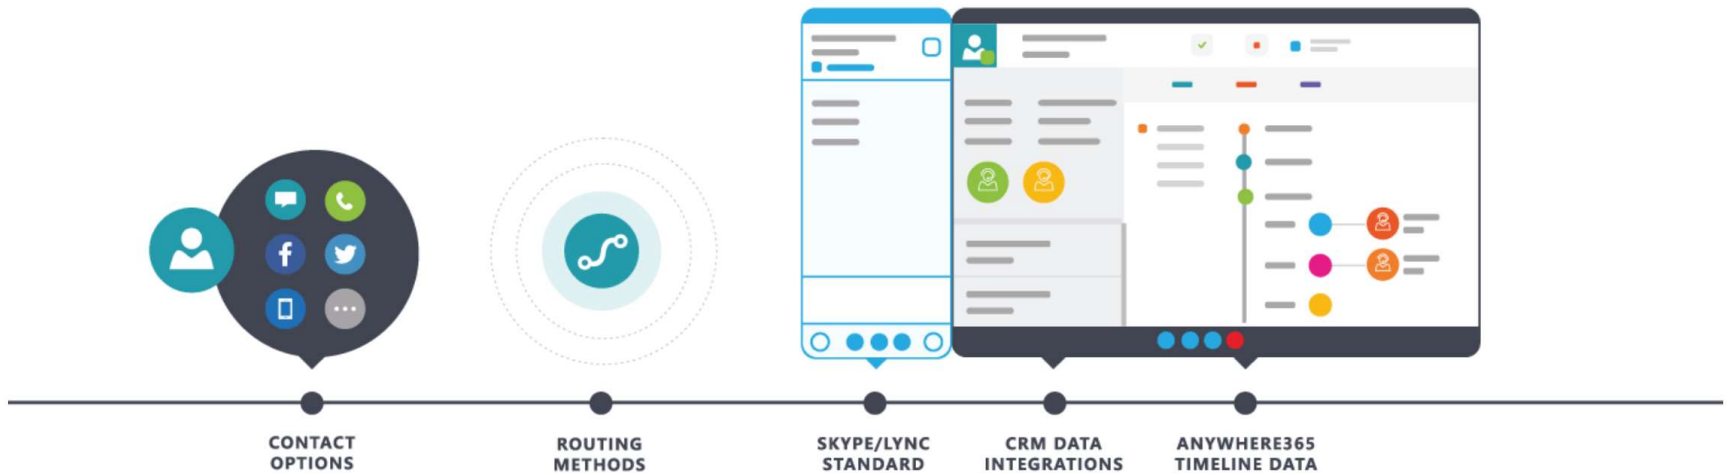 CONTACT
OPTIONS
ROUTING
METHODS
SKYPE/LYNC
STANDARD
CRM DATA
INTEGRATIONS
ANYWHERE365
TIMELINE DATA